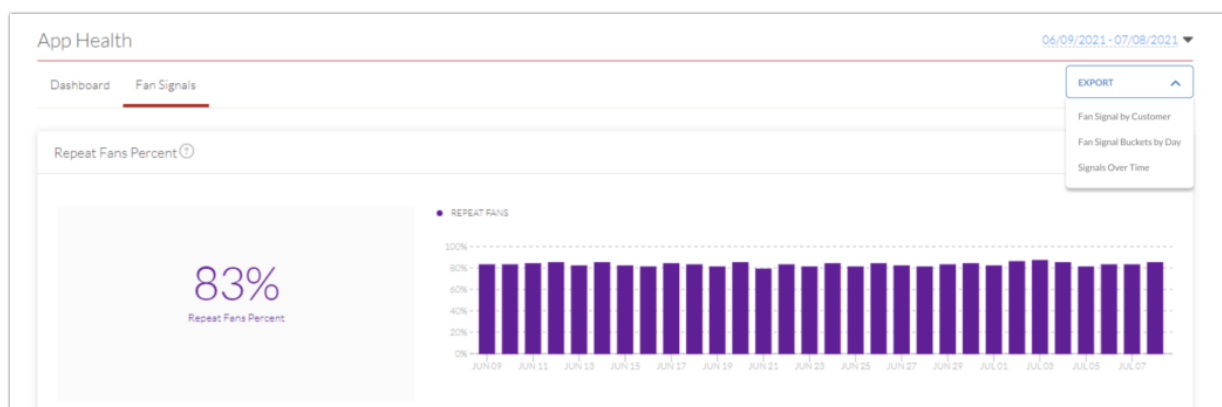 App Health
06/09/2021 - 07/08/2021
Dashboard Fan Signals
EXPORT
Fan Signal by Customer
Fan Signal Buckets by Day
Signals Over Time
Repeat Fans Percent ?
83%
Repeat Fans Percent
REPEAT FANS
100%
80%
60%
40%
20%
0%
JUN 09 JUN 11 JUN 13 JUN 15 JUN 17 JUN 19 JUN 21 JUN 23 JUN 25 JUN 27 JUN 29 JUL 01 JUL 03 JUL 05 JUL 07